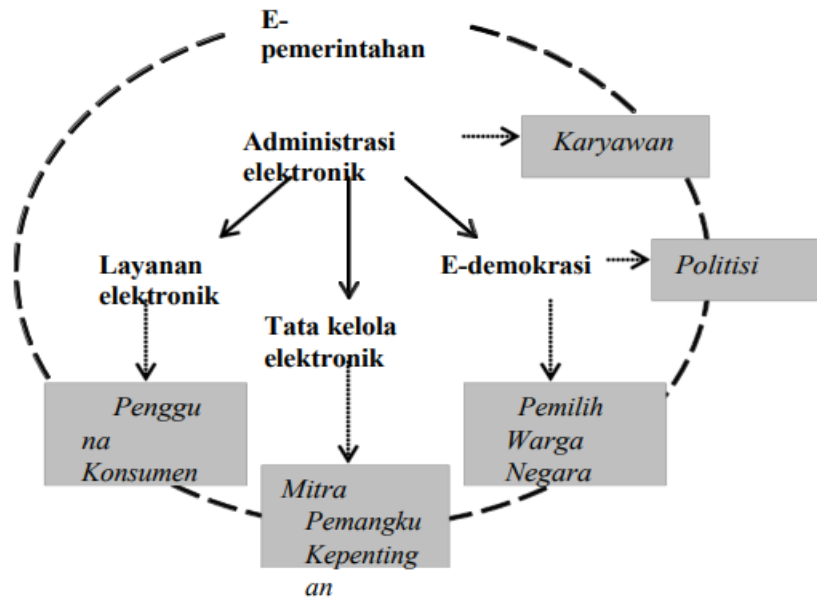 E-
pemerintahan
Administrasi
elektronik
Karyawan
Layanan
elektronik
E-demokrasi
Politisi
Tata kelola
elektronik
Penggu
na
Konsumen
Pemilih
Warga
Negara
Mitra
Pemangku
Kepenting
an